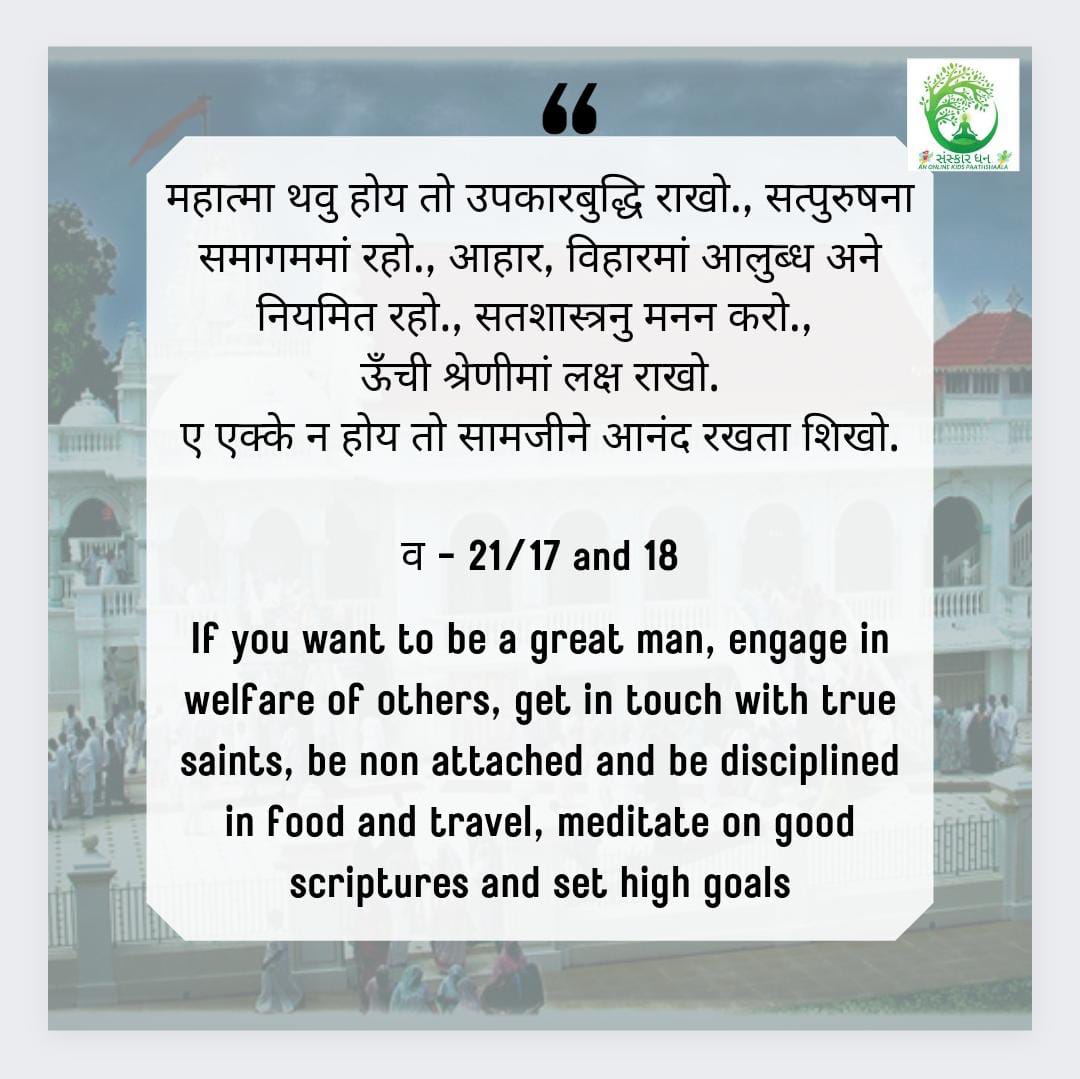 સંસ્કાર ધન
AN ONLINE KIDS PAATHSHAALA
“
महात्मा थवु होय तो उपकारबुद्धि राखो., सत्पुरुषना
समागममां रहो., आहार, विहारमां आलुब्ध अने
नियमित रहो., सतशास्त्रनु मनन करो.,
ऊँची श्रेणीमां लक्ष राखो.
ए एक्के न होय तो सामजीने आनंद रखता शिखो.
व - 21/17 and 18
If you want to be a great man, engage in
welfare of others, get in touch with true
saints, be non attached and be disciplined
in food and travel, meditate on good
scriptures and set high goals